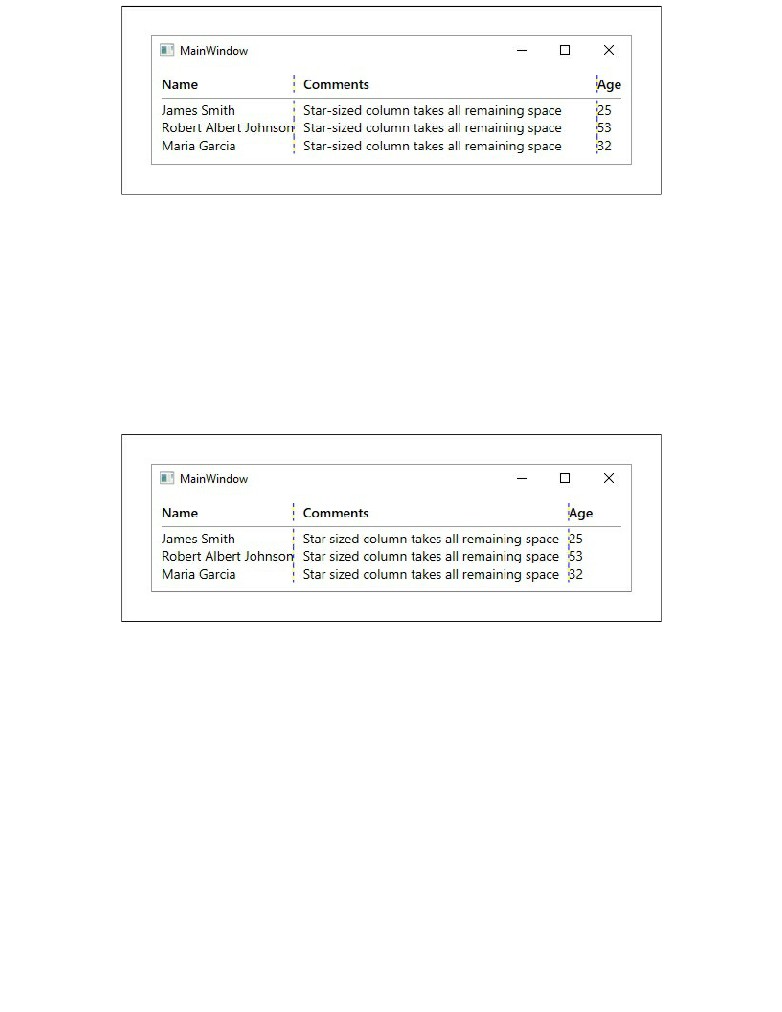 MainWindow
Name Comments Age
James Smith Star-sized column takes all remaining space 25
Robert Albert Johnson Star-sized column takes all remaining space 53
Maria Garcia Star-sized column takes all remaining space 32
MainWindow
Name Comments Age
James Smith Star sized column takes all remaining space 25
Robert Albert Johnson Star sized column takes all remaining space 53
Maria Garcia Star sized column takes all remaining space 32